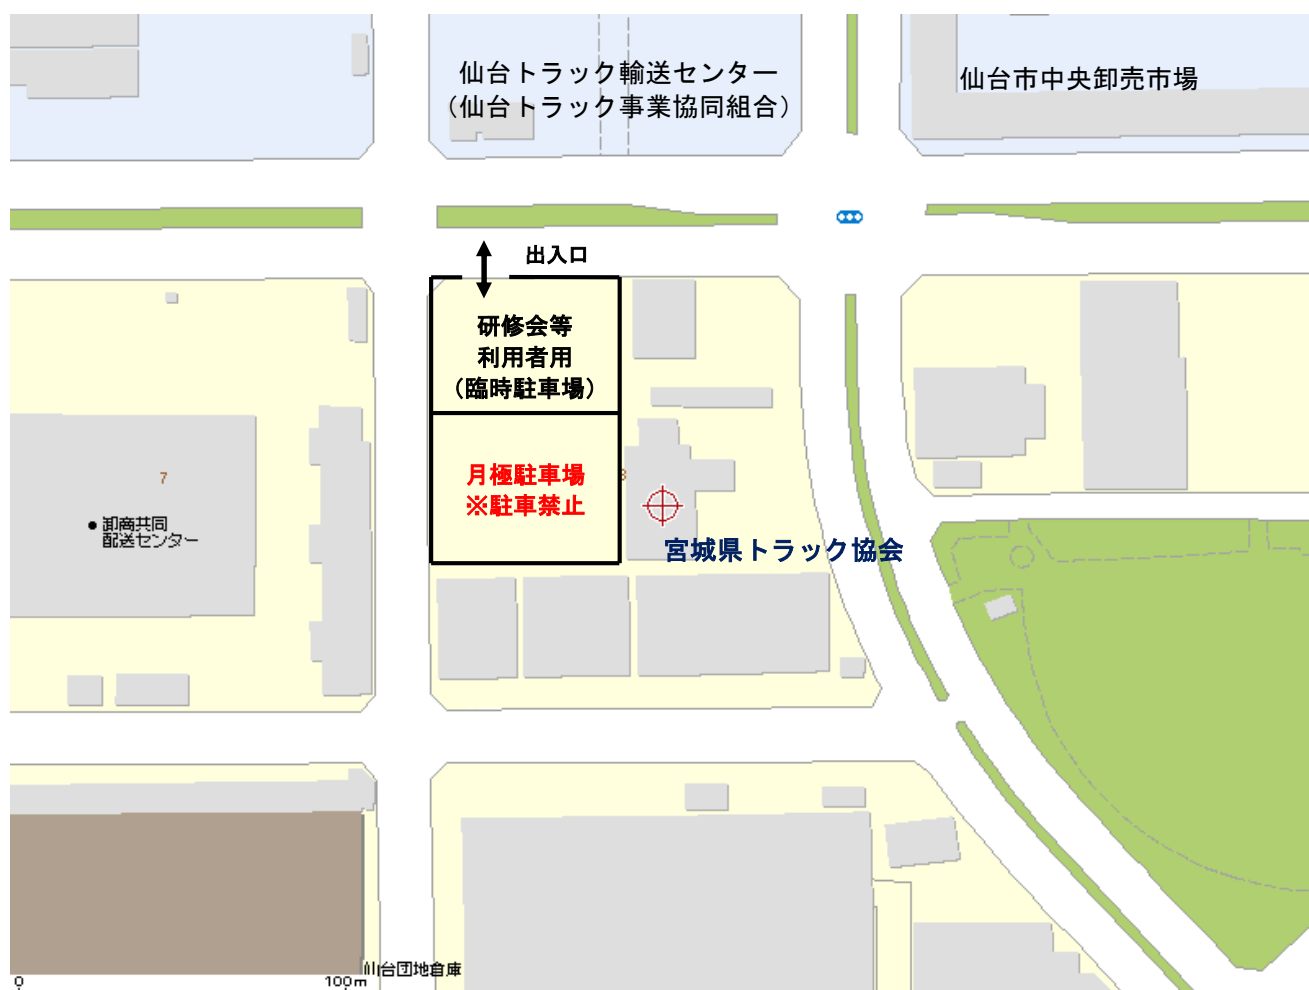 仙台トラック輸送センター
（仙台トラック事業協同組合）
仙台市中央卸売市場
出入口
研修会等
利用者用
（臨時駐車場）
月極駐車場
※駐車禁止
7
8
卸商共同
配送センター
宮城県トラック協会
仙台団地倉庫
0
100m